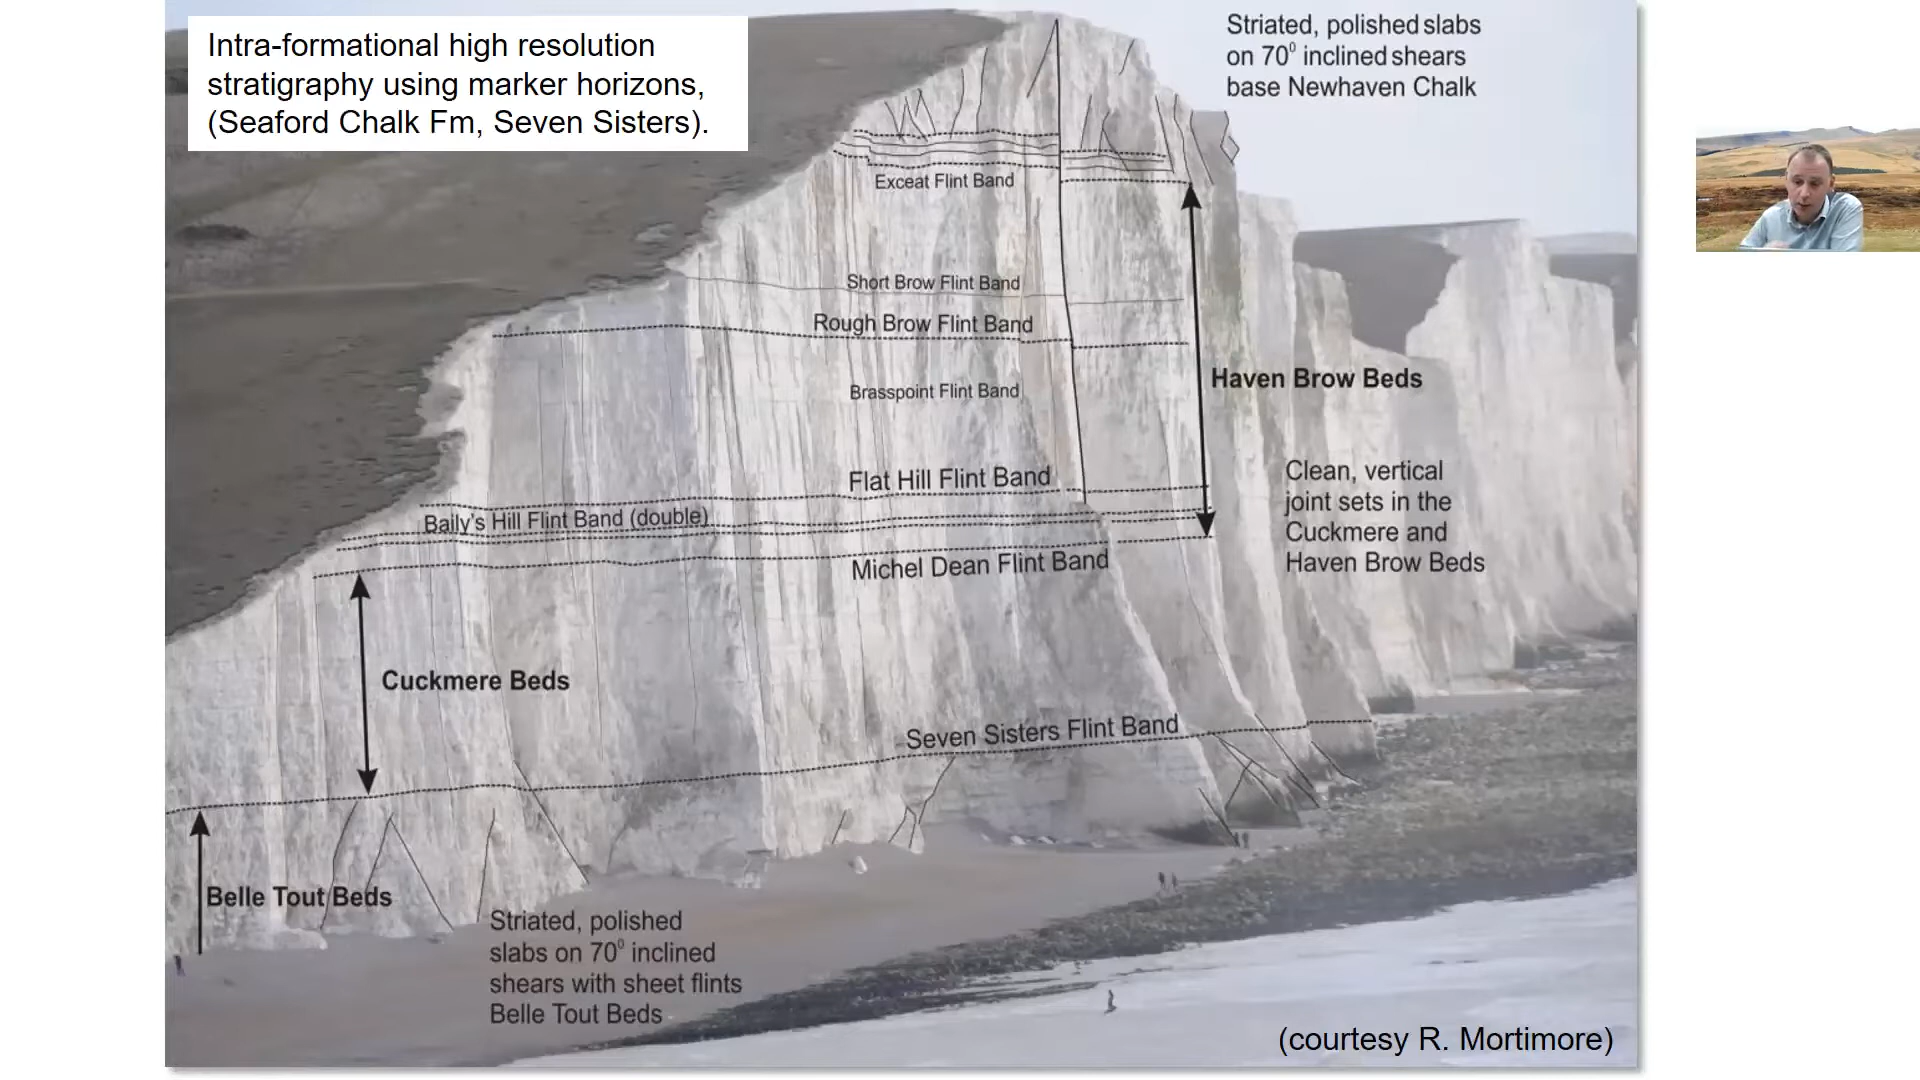 Intra-formational high resolution
stratigraphy using marker horizons,
(Seaford Chalk Fm, Seven Sisters).
Striated, polished slabs
on 70⁰ inclined shears
base Newhaven Chalk
Exceat Flint Band
Short Brow Flint Band
Rough Brow Flint Band
Haven Brow Beds
Brasspoint Flint Band
Flat Hill Flint Band
Clean, vertical
joint sets in the
Cuckmere and
Haven Brow Beds
Baily's Hill Flint Band (double)
Michel Dean Flint Band
Cuckmere Beds
Seven Sisters Flint Band
Belle Tout Beds
Striated, polished
slabs on 70⁰ inclined
shears with sheet flints
Belle Tout Beds
(courtesy R. Mortimore)